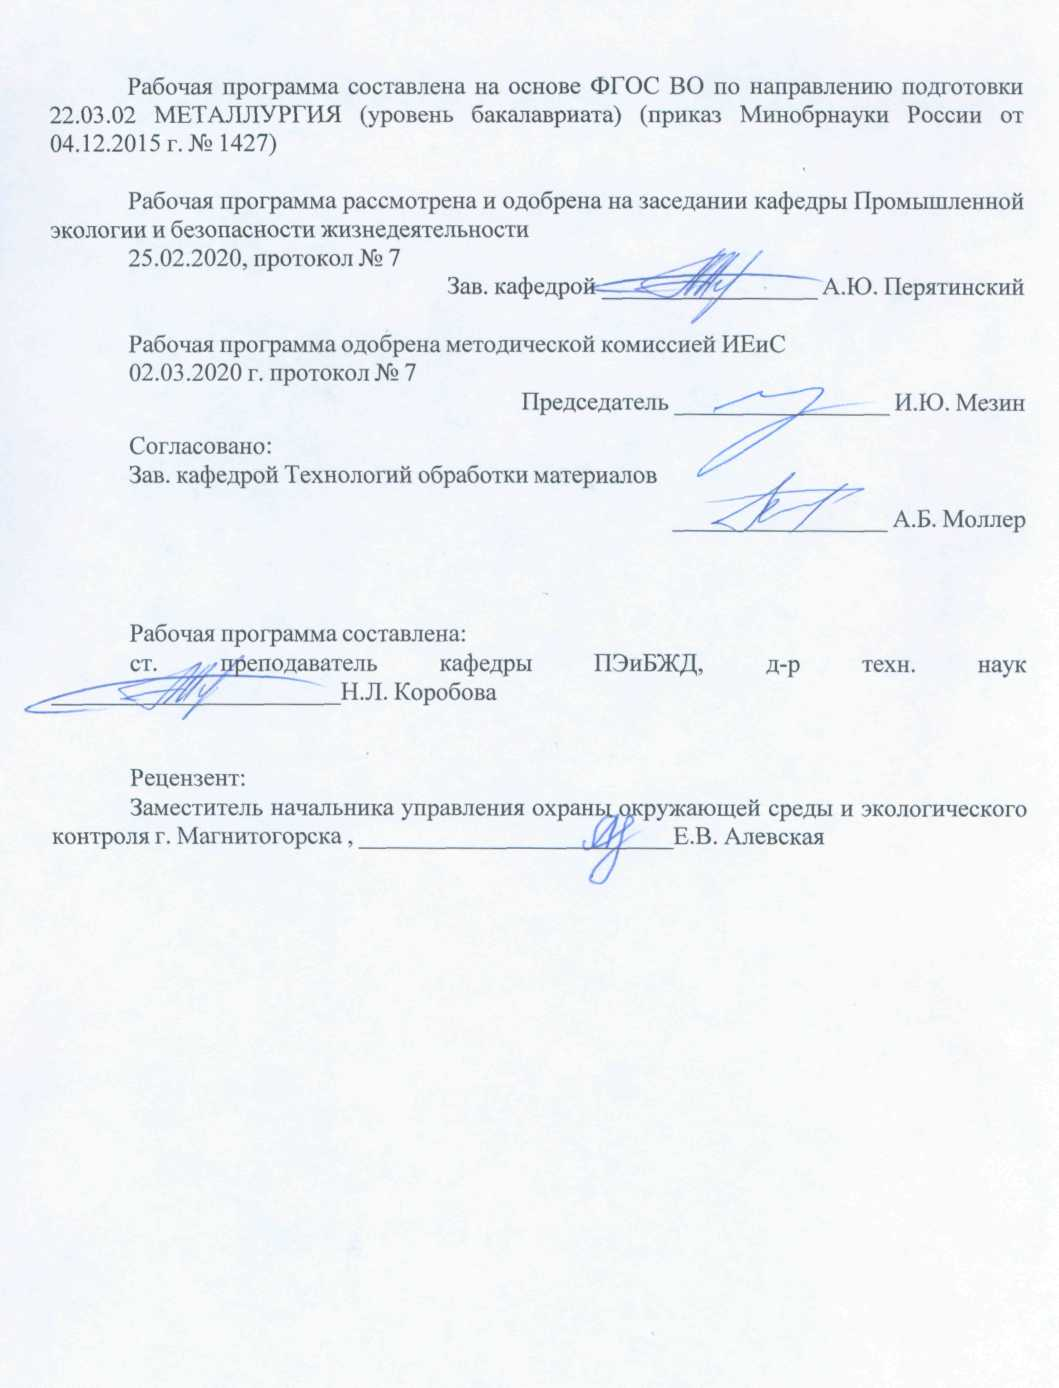 Рабочая программа составлена на основе ФГОС ВО по направлению подготовки
22.03.02 МЕТАЛЛУРГИЯ (уровень бакалавриата) (приказ Минобрнауки России от
04.12.2015 г. № 1427)
Рабочая программа рассмотрена и одобрена на заседании кафедры Промышленной
экологии и безопасности жизнедеятельности
25.02.2020, протокол № 7
Зав. кафедрой А.Ю. Перятинский
Рабочая программа одобрена методической комиссией ИЕиС
02.03.2020 г. протокол № 7
Председатель И.Ю. Мезин
Согласовано:
Зав. кафедрой Технологий обработки материалов
А.Б. Моллер
Рабочая программа составлена:
ст. преподаватель кафедры ПЭиБЖД, д-р техн. наук
Н.Л. Коробова
Рецензент:
Заместитель начальника управления охраны окружающей среды и экологического
контроля г. Магнитогорска , Е.В. Алевская